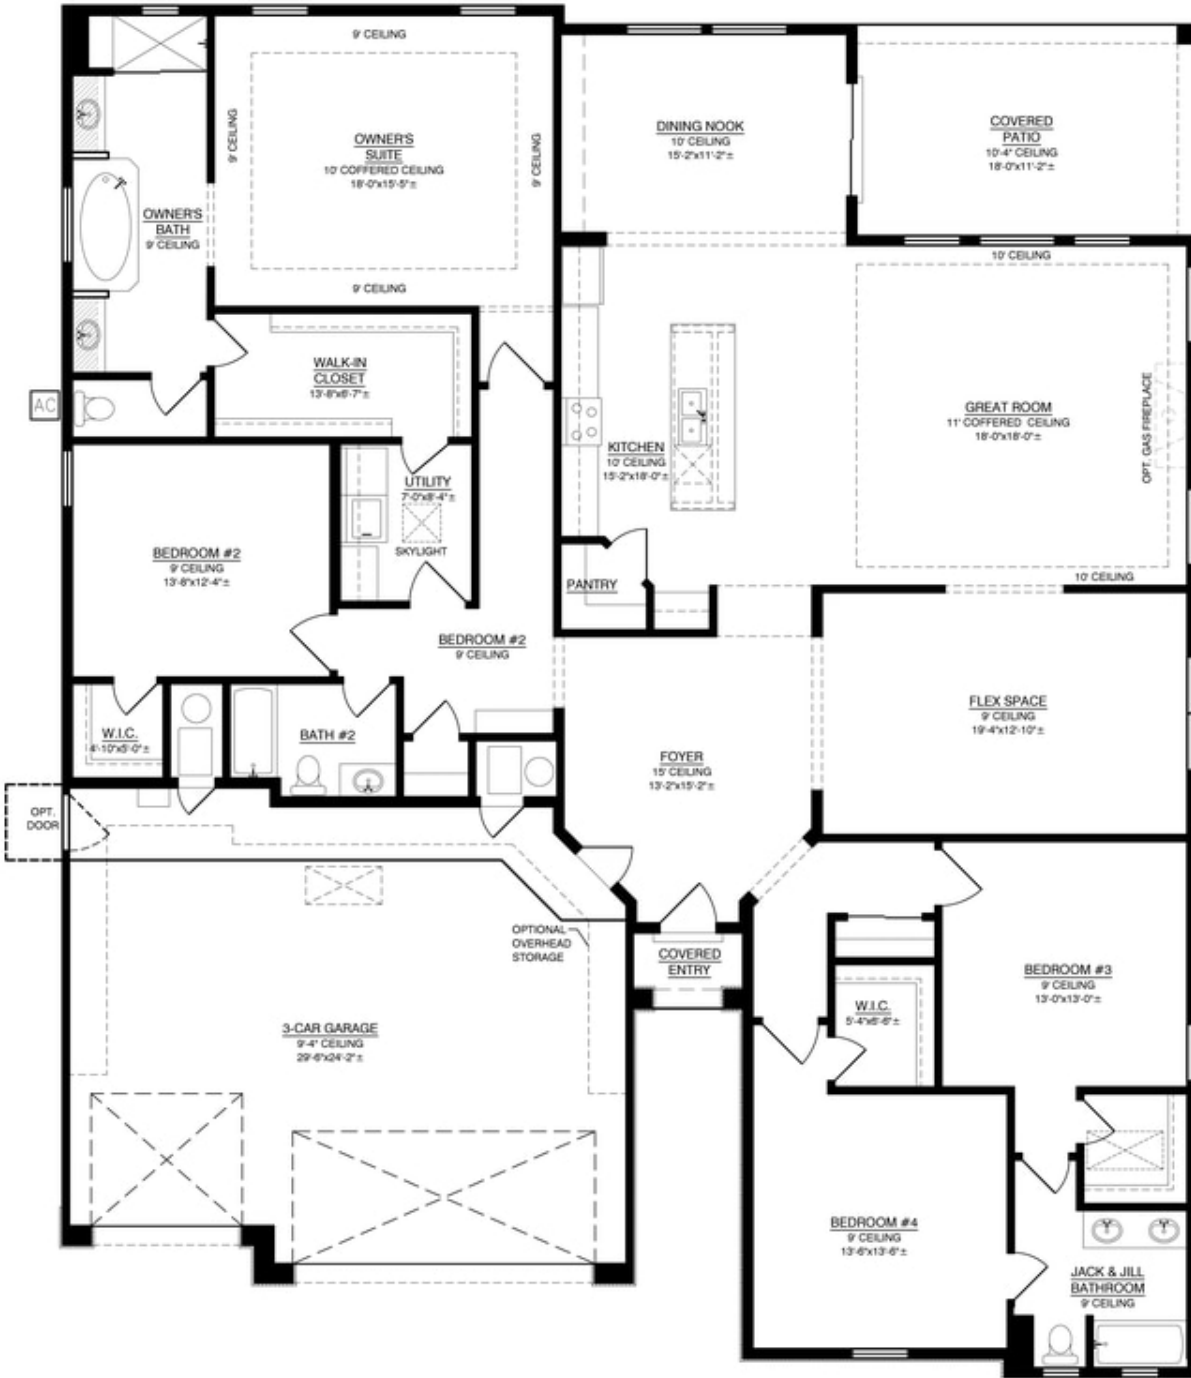 9' CEILING
9' CEILING
OWNER'S
SUITE
10' COFFERED CEILING
18'-0"x15'-5"±
9' CEILING
9' CEILING
DINING NOOK
10' CEILING
15'-2"x11'-2"±
COVERED
PATIO
10'-4" CEILING
18'-0"x11'-2"±
OWNER'S
BATH
9' CEILING
10' CEILING
WALK-IN
CLOSET
13'-8"x6'-7"±
AC
GREAT ROOM
11' COFFERED CEILING
18'-0"x18'-0"±
OPT. GAS FIREPLACE
KITCHEN
10' CEILING
15'-2"x18'-0"±
UTILITY
7'-0"x8'-4"±
SKYLIGHT
BEDROOM #2
9' CEILING
13'-8"x12'-4"±
PANTRY
10' CEILING
BEDROOM #2
9' CEILING
W.I.C.
4'-10"x5'-0"±
BATH #2
FLEX SPACE
9' CEILING
19'-4"x12'-10"±
FOYER
15' CEILING
13'-2"x15'-2"±
OPT.
DOOR
OPTIONAL
OVERHEAD
STORAGE
COVERED
ENTRY
BEDROOM #3
9' CEILING
13'-0"x13'-0"±
W.I.C.
5'-4"x6'-6"±
3-CAR GARAGE
9'-4" CEILING
29'-6"x24'-2"±
BEDROOM #4
9' CEILING
13'-6"x13'-6"±
JACK & JILL
BATHROOM
9' CEILING